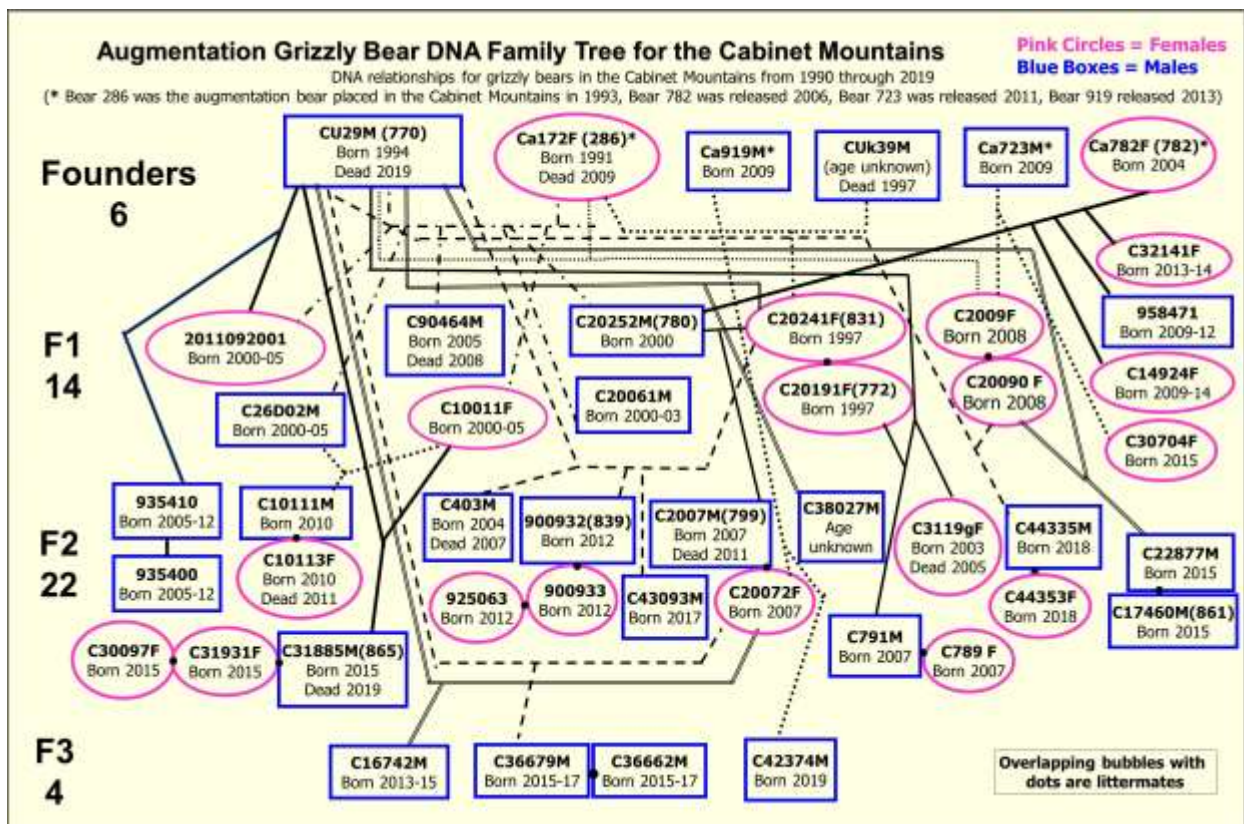 Augmentation Grizzly Bear DNA Family Tree for the Cabinet Mountains
Pink Circles = Females
Blue Boxes = Males
DNA relationships for grizzly bears in the Cabinet Mountains from 1990 through 2019
(* Bear 286 was the augmentation bear placed in the Cabinet Mountains in 1993, Bear 782 was released 2006, Bear 723 was released 2011, Bear 919 released 2013)
Founders
6
CU29M (770)
Born 1994
Dead 2019
Ca172F (286)*
Born 1991
Dead 2009
Ca919M*
Born 2009
CUk39M
(age unknown)
Dead 1997
Ca723M*
Born 2009
Ca782F (782)*
Born 2004
F1
14
2011092001
Born 2000-05
C90464M
Born 2005
Dead 2008
C20252M(780)
Born 2000
C20241F(831)
Born 1997
C2009F
Born 2008
C32141F
Born 2013-14
958471
Born 2009-12
C26D02M
Born 2000-05
C10011F
Born 2000-05
C20061M
Born 2000-03
C20191F(772)
Born 1997
C20090 F
Born 2008
C14924F
Born 2009-14
C30704F
Born 2015
F2
22
935410
Born 2005-12
935400
Born 2005-12
C10111M
Born 2010
C10113F
Born 2010
Dead 2011
C403M
Born 2004
Dead 2007
900932(839)
Born 2012
C2007M(799)
Born 2007
Dead 2011
C38027M
Age
unknown
C3119gF
Born 2003
Dead 2005
C44335M
Born 2018
C22877M
Born 2015
925063
Born 2012
900933
Born 2012
C43093M
Born 2017
C20072F
Born 2007
C44353F
Born 2018
C17460M(861)
Born 2015
C30097F
Born 2015
C31931F
Born 2015
C31885M(865)
Born 2015
Dead 2019
C791M
Born 2007
C789 F
Born 2007
F3
4
C16742M
Born 2013-15
C36679M
Born 2015-17
C36662M
Born 2015-17
C42374M
Born 2019
Overlapping bubbles with
dots are littermates